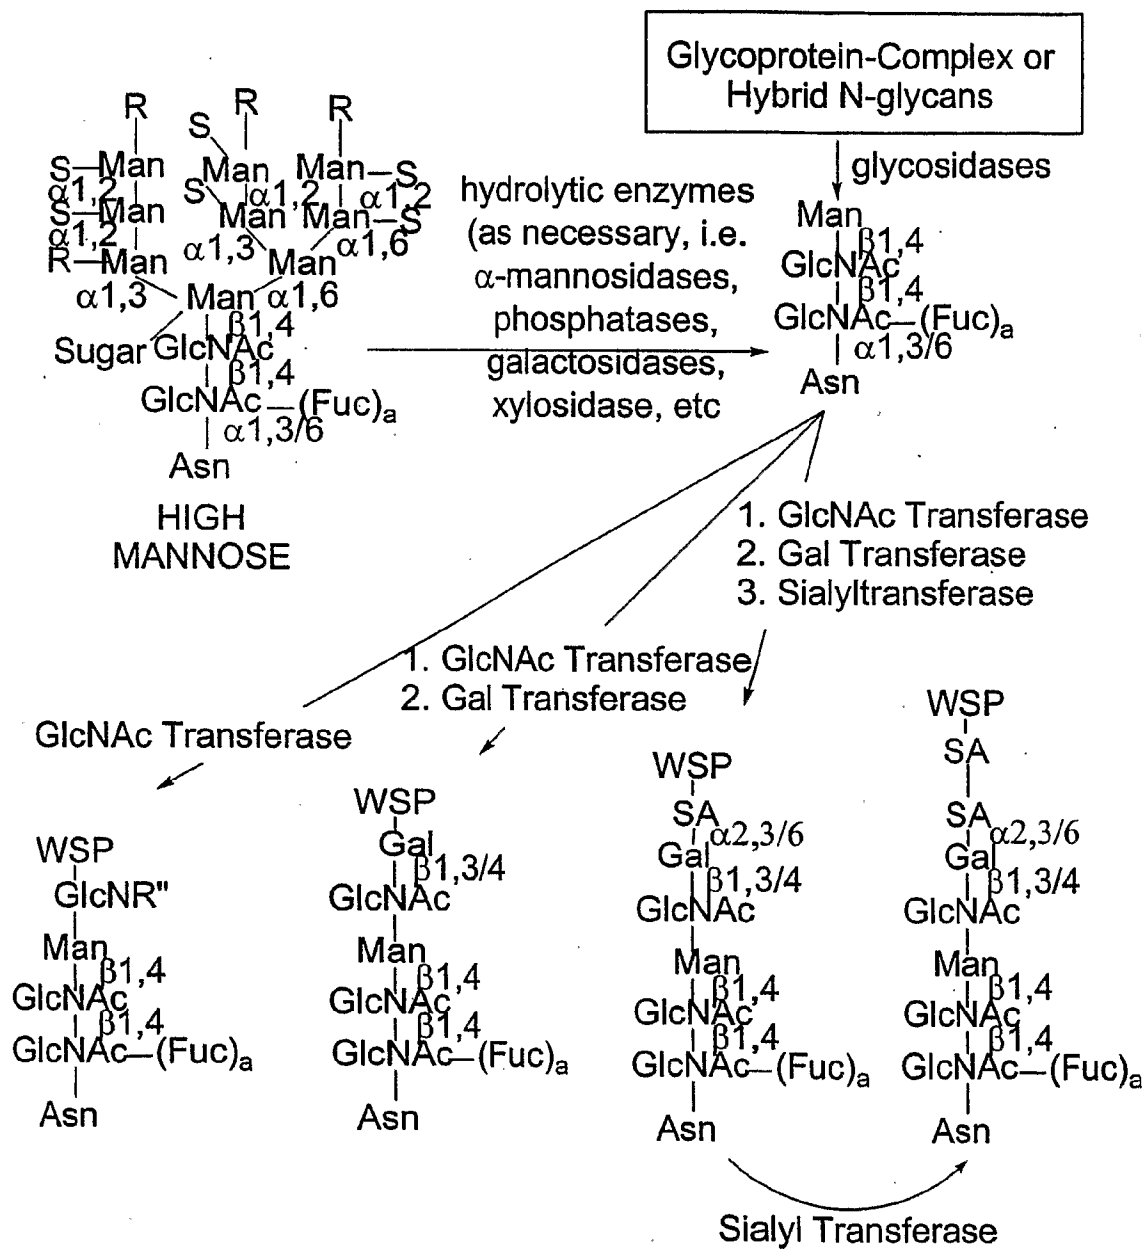 Glycoprotein-Complex or
Hybrid N-glycans
glycosidases
R
S
R
R
S–Man
Man
Man–S
α1,2
S
α1,2
α1,2
S–Man
Man
Man–S
α1,2
α1,3
α1,6
R–Man
Man
α1,3
Man
α1,6
β1,4
Sugar
GlcNAc
β1,4
GlcNAc–(Fuc)a
α1,3/6
Asn
HIGH
MANNOSE
hydrolytic enzymes
(as necessary, i.e.
α-mannosidases,
phosphatases,
galactosidases,
xylosidase, etc
Man
β1,4
GlcNAc
β1,4
GlcNAc–(Fuc)a
α1,3/6
Asn
1. GlcNAc Transferase
2. Gal Transferase
3. Sialyltransferase
1. GlcNAc Transferase
2. Gal Transferase
GlcNAc Transferase
WSP
GlcNR"
Man
β1,4
GlcNAc
β1,4
GlcNAc–(Fuc)a
Asn
WSP
Gal
β1,3/4
GlcNAc
Man
β1,4
GlcNAc
β1,4
GlcNAc–(Fuc)a
Asn
WSP
SA
α2,3/6
Gal
β1,3/4
GlcNAc
Man
β1,4
GlcNAc
β1,4
GlcNAc–(Fuc)a
Asn
WSP
SA
SA
α2,3/6
Gal
β1,3/4
GlcNAc
Man
β1,4
GlcNAc
β1,4
GlcNAc–(Fuc)a
Asn
Sialyl Transferase